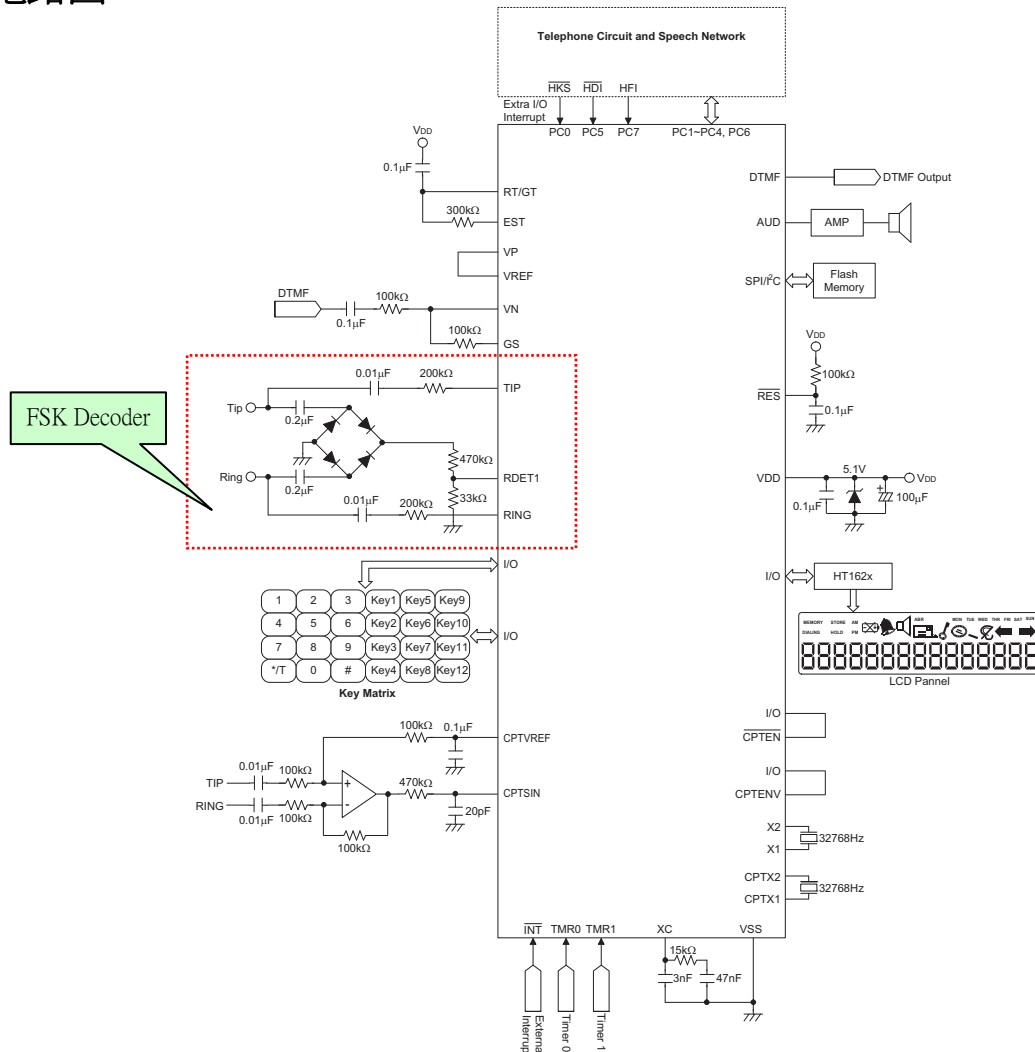 Telephone Circuit and Speech Network
HKS HDI HFI
Extra I/O
Interrupt
PC0 PC5 PC7 PC1~PC4, PC6
VDD
0.1μF
RT/GT
300kΩ
EST
VP
VREF
DTMF
0.1μF
100kΩ
VN
100kΩ
GS
FSK Decoder
0.01μF
200kΩ
TIP
Tip
0.2μF
470kΩ
RDET1
Ring
0.2μF
33kΩ
0.01μF
200kΩ
RING
I/O
1 2 3 Key1 Key5 Key9
4 5 6 Key2 Key6 Key10
7 8 9 Key3 Key7 Key11
*/T 0 # Key4 Key8 Key12
I/O
Key Matrix
100kΩ
0.1μF
CPTVREF
TIP
0.01μF
100kΩ
+
470kΩ
CPTSIN
RING
0.01μF
100kΩ
-
20pF
100kΩ
DTMF
DTMF Output
AUD
AMP
SPI/I²C
Flash
Memory
VDD
100kΩ
RES
0.1μF
VDD
5.1V
VDD
0.1μF
+
100μF
I/O
HT162x
MEMORY STORE AM ABR MON TUE WED THR FRI SAT SUN
DIALING HOLD PM
LCD Pannel
I/O
CPTEN
I/O
CPTENV
X2
32768Hz
X1
CPTX2
32768Hz
CPTX1
INT TMR0 TMR1 XC VSS
15kΩ
3nF
47nF
Timer 0
Timer 1